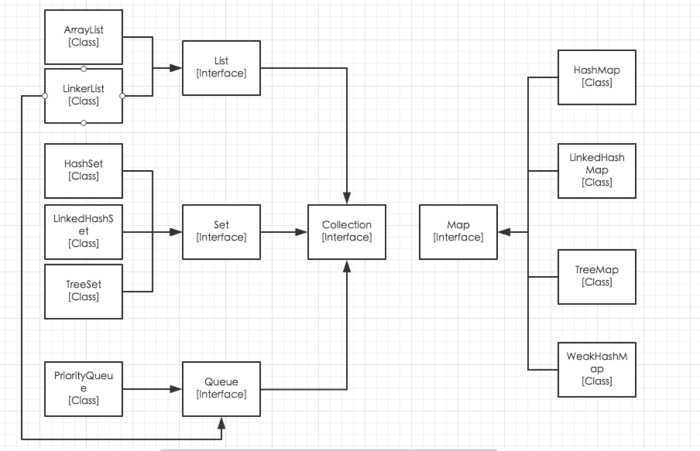 ArrayList
[Class]
LinkerList
[Class]
HashSet
[Class]
LinkedHashS
et
[Class]
TreeSet
[Class]
PriorityQueu
e
[Class]
List
[Interface]
Set
[Interface]
Queue
[Interface]
Collection
[Interface]
Map
[Interface]
HashMap
[Class]
LinkedHash
Map
[Class]
TreeMap
[Class]
WeakHashM
ap
[Class]